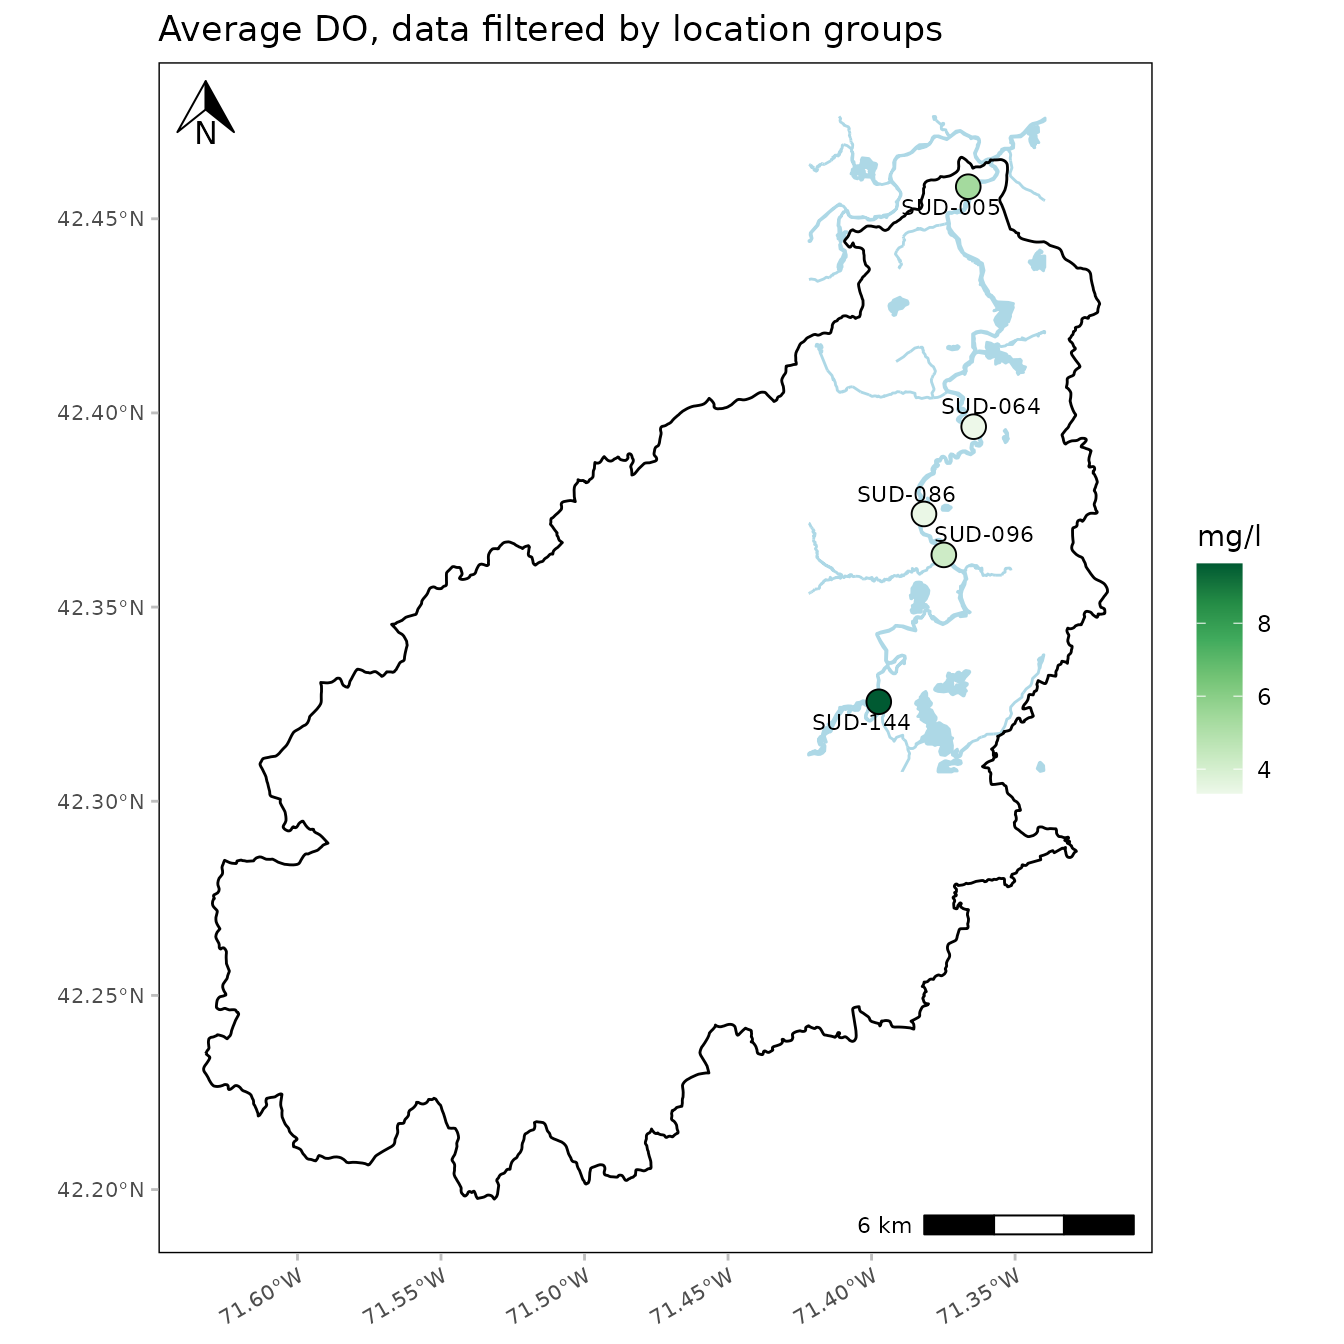 Average DO, data filtered by location groups
N
42.45°N
42.40°N
42.35°N
42.30°N
42.25°N
42.20°N
SUD-005
SUD-064
SUD-086
SUD-096
SUD-144
mg/l
8
6
4
6 km
71.60°W
71.55°W
71.50°W
71.45°W
71.40°W
71.35°W